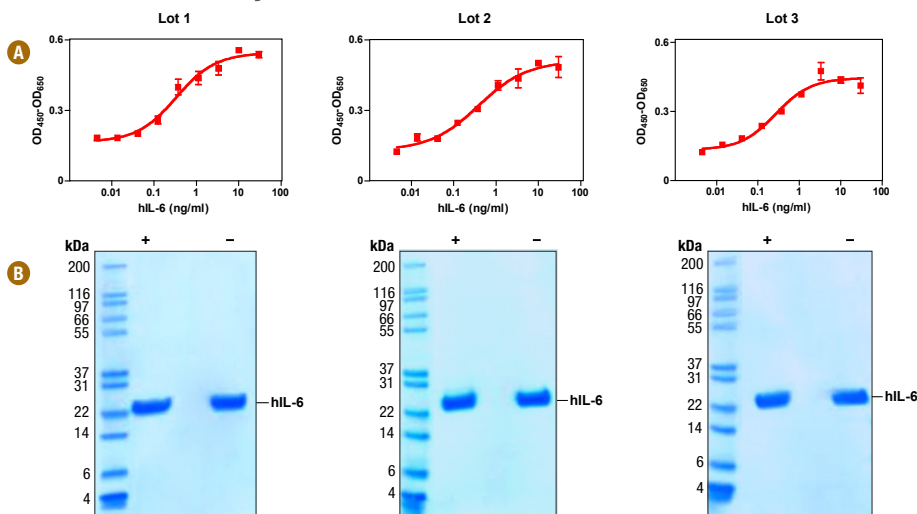 Lot 1
Lot 2
Lot 3
A
0.6
0.3
0
OD450-OD650
0.01 0.1 1 10 100
hIL-6 (ng/ml)
0.6
0.3
0
OD450-OD650
0.01 0.1 1 10 100
hIL-6 (ng/ml)
0.6
0.3
0
OD450-OD650
0.01 0.1 1 10 100
hIL-6 (ng/ml)
B
kDa + –
200
116
97
66
55
37
31
22
14
6
4
hIL-6
kDa + –
200
116
97
66
55
37
31
22
14
6
4
hIL-6
kDa + –
200
116
97
66
55
37
31
22
14
6
4
hIL-6